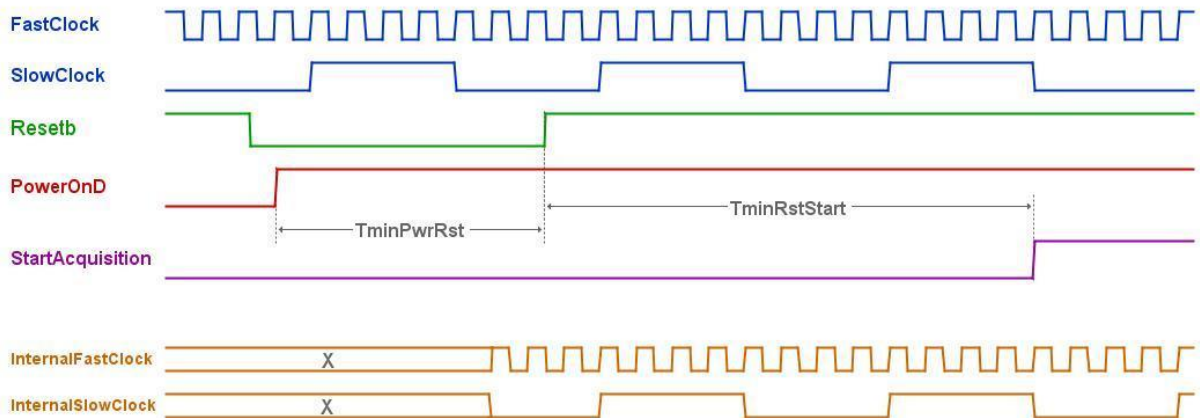 FastClock
SlowClock
Resetb
PowerOnD
TminRstStart
TminPwrRst
StartAcquisition
InternalFastClock
X
InternalSlowClock
X